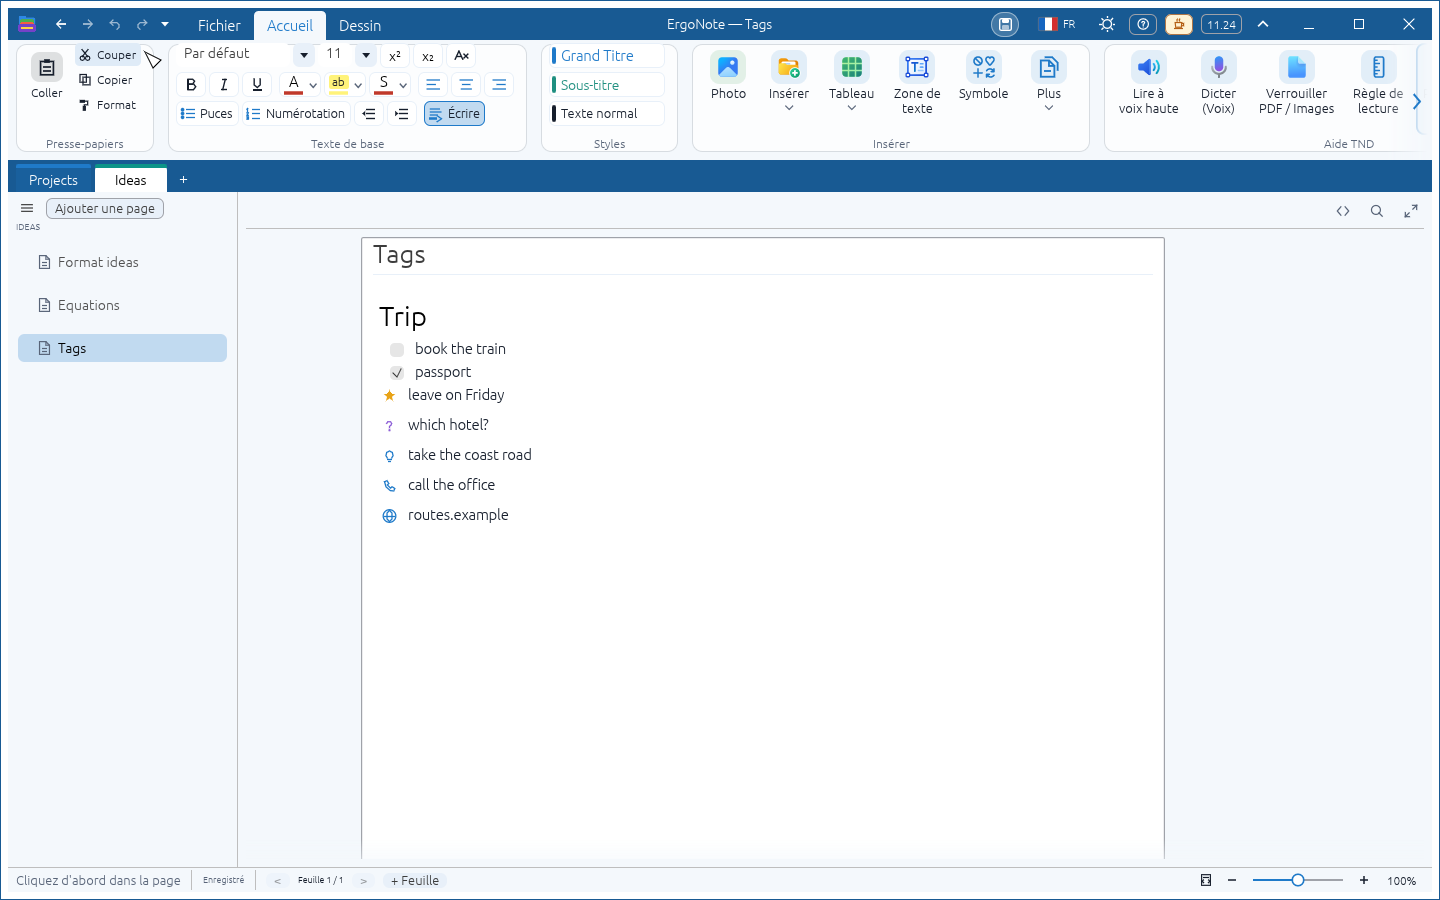 Fichier
Accueil
Dessin
ErgoNote — Tags
FR
11.24
Coller
Couper
Copier
Format
Presse-papiers
Par défaut
11
x²
x₂
A×
B
I
U
A
ab
S
Puces
Numérotation
Écrire
Texte de base
Grand Titre
Sous-titre
Texte normal
Styles
Photo
Insérer
Tableau
Zone de
texte
Symbole
Plus
Insérer
Lire à
voix haute
Dicter
(Voix)
Verrouiller
PDF / Images
Règle de
lecture
Aide TND
Projects
Ideas
+
Ajouter une page
IDEAS
Format ideas
Equations
Tags
Tags
Trip
book the train
passport
leave on Friday
? which hotel?
take the coast road
call the office
routes.example
Cliquez d'abord dans la page
Enregistré
<
Feuille 1 / 1
>
+ Feuille
100%